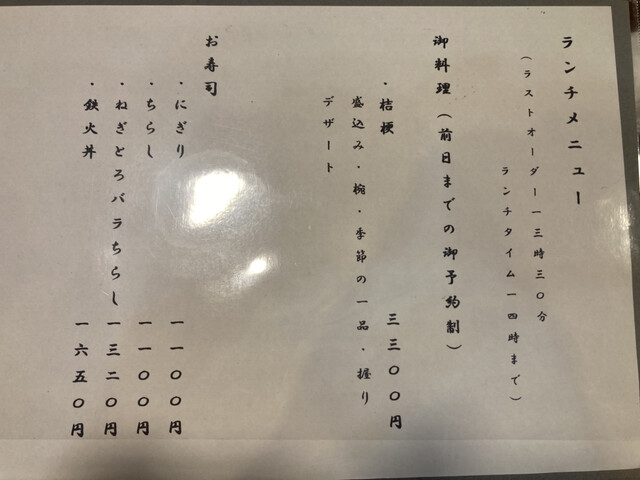 ランチメニュー
(ラストオーダー一三時三〇分
ランチタイム一四時まで)
御料理(前日までの御予約制)
・桔梗 三三〇〇円
盛込み・椀・季節の一品・握り
デザート
お寿司
・にぎり 一一〇〇円
・ちらし 一一〇〇円
・ねぎとろバラちらし 一三二〇円
・鉄火丼 一六五〇円